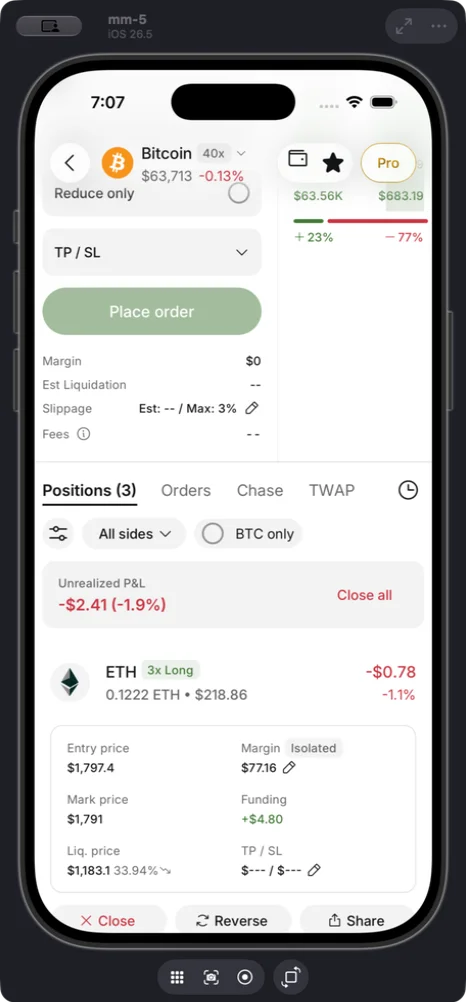 mm-5
iOS 26.5
7:07
Bitcoin 40x
$63,713 -0.13%
Pro
Reduce only
$63.56K $683.19
+ 23% — 77%
TP / SL
Place order
Margin $0
Est Liquidation --
Slippage Est: -- / Max: 3%
Fees --
Positions (3) Orders Chase TWAP
All sides BTC only
Unrealized P&L
-$2.41 (-1.9%)
Close all
ETH 3x Long -$0.78
0.1222 ETH • $218.86 -1.1%
Entry price Margin Isolated
$1,797.4 $77.16
Mark price Funding
$1,791 +$4.80
Liq. price TP / SL
$1,183.1 33.94% $--- / $---
Close Reverse Share